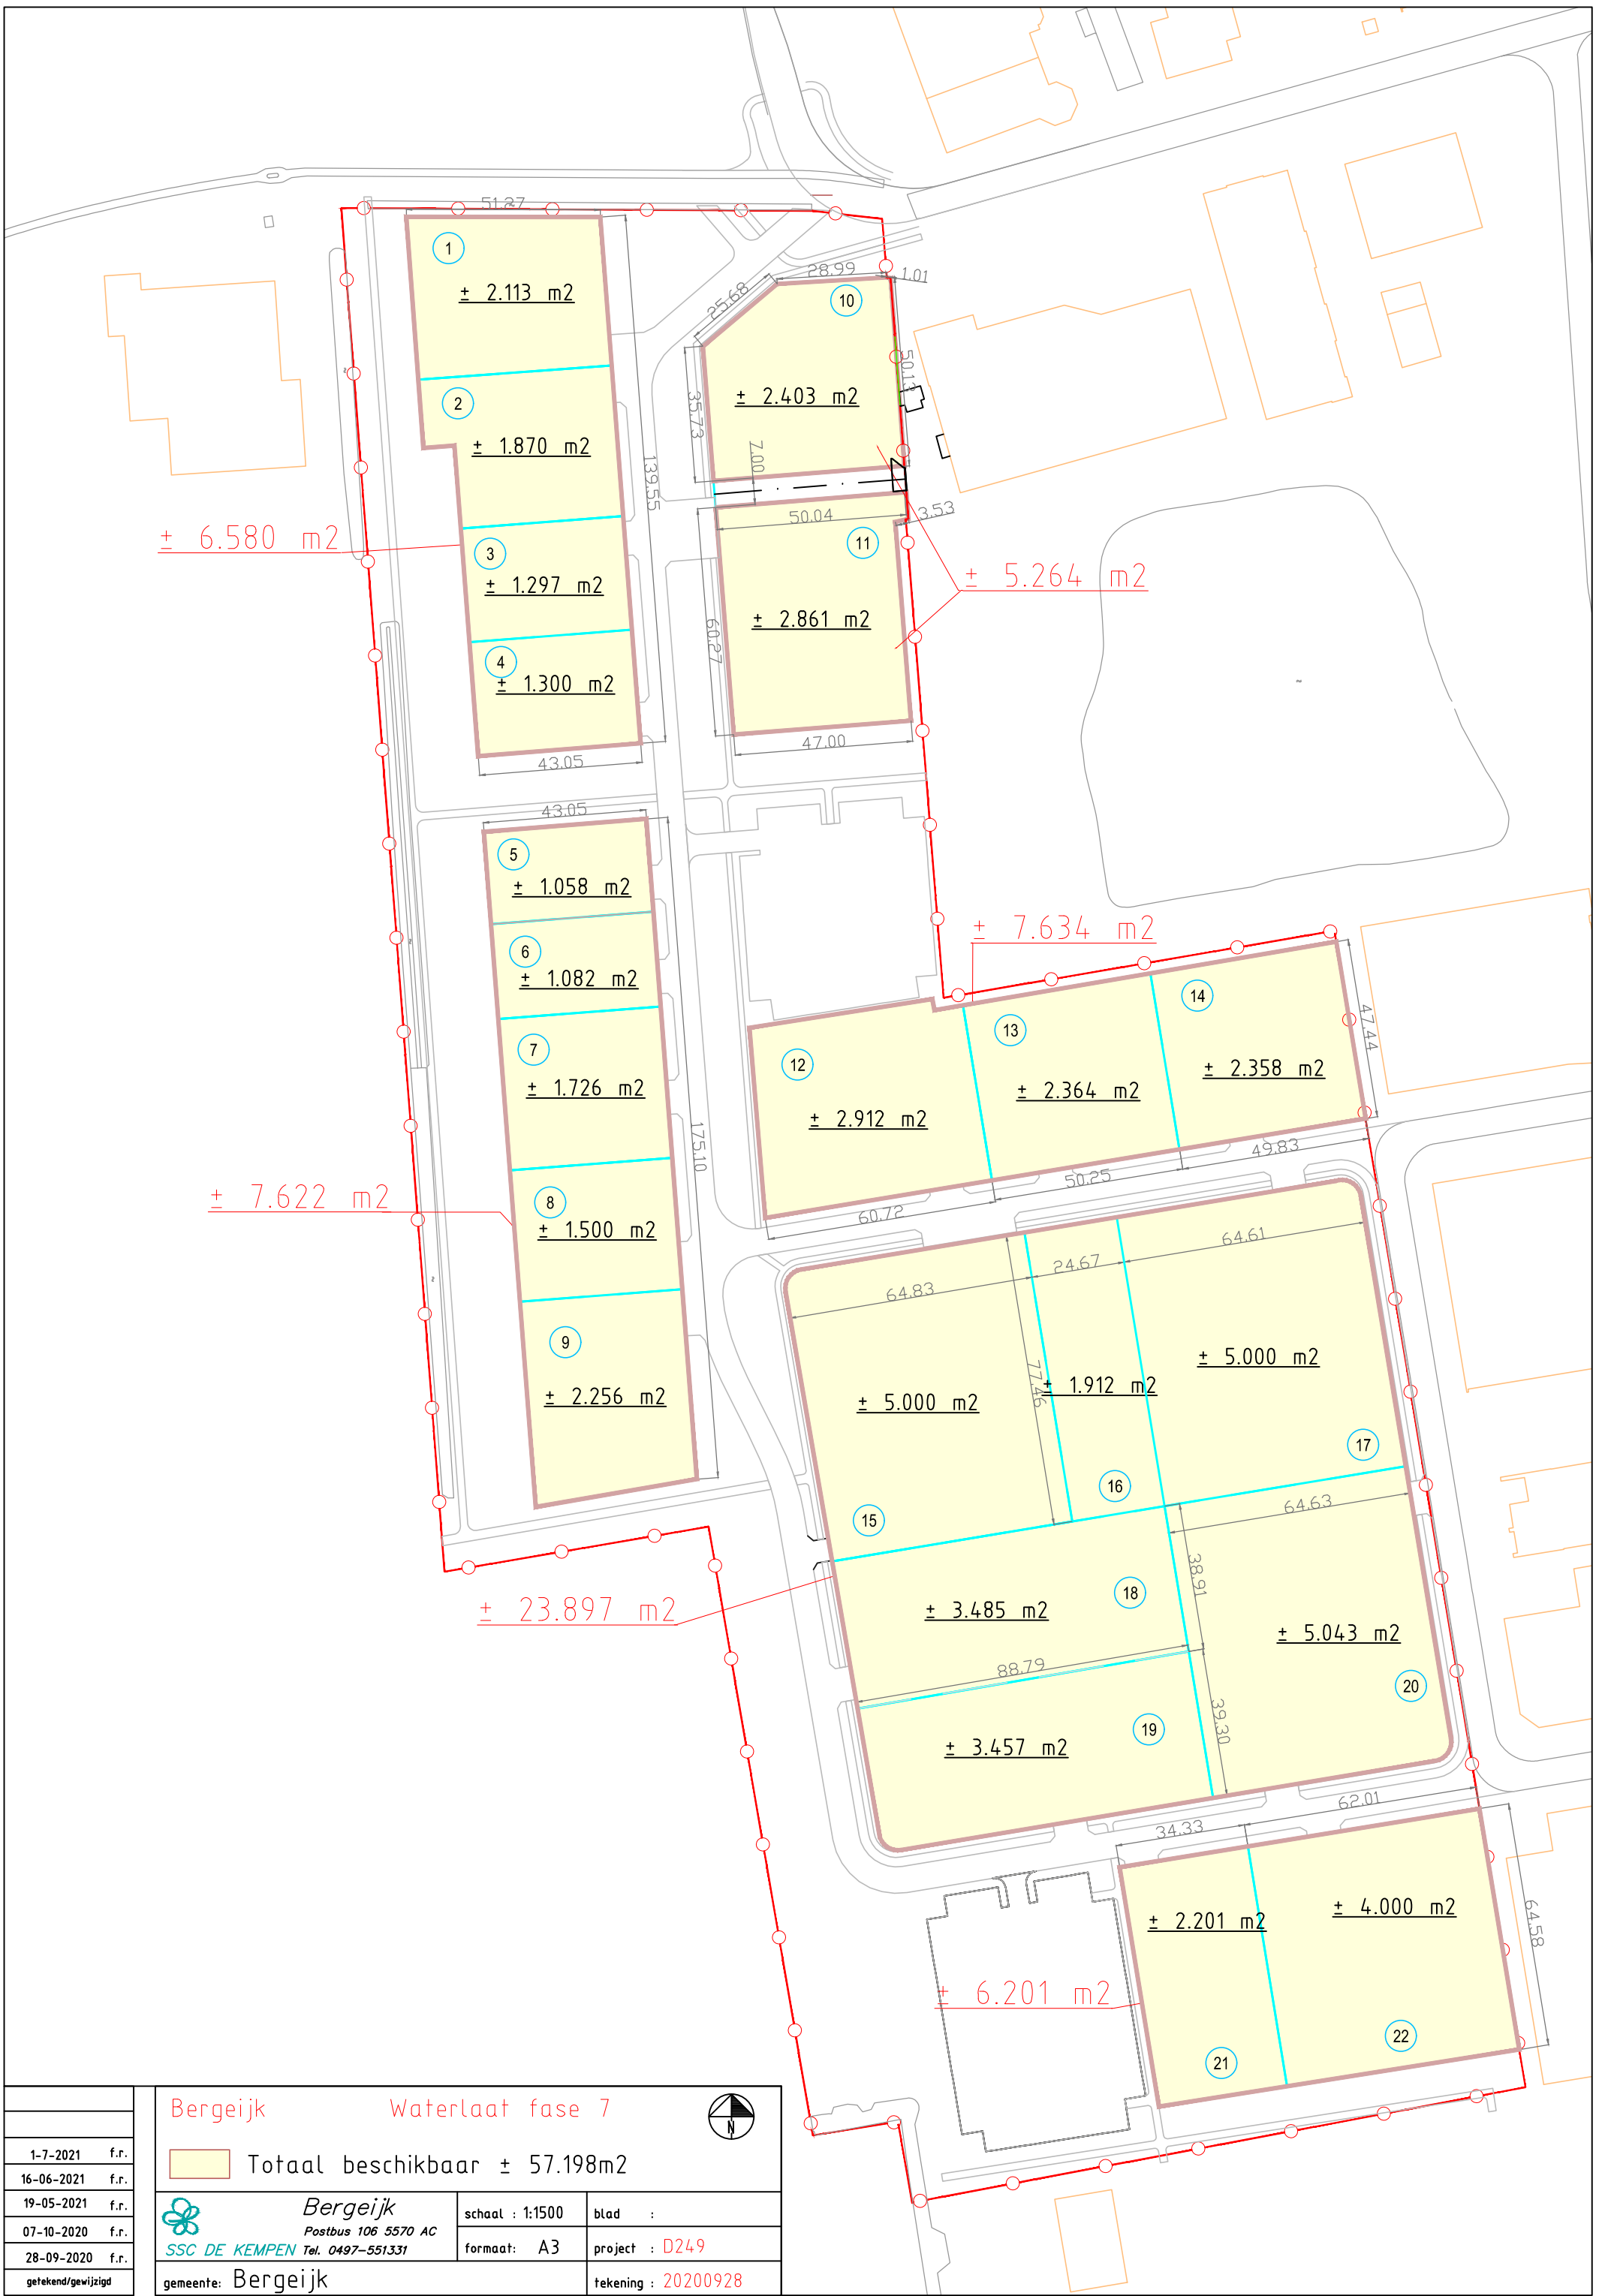 51.27
1
± 2.113 m2
28.99
1.01
25.68
10
2
± 2.403 m2
50.13
35.73
± 1.870 m2
7.00
139.55
± 6.580 m2
50.04
3.53
3
11
± 1.297 m2
± 5.264 m2
± 2.861 m2
60.27
4
± 1.300 m2
47.00
43.05
43.05
5
± 1.058 m2
± 7.634 m2
6
± 1.082 m2
14
13
47.44
7
12
± 2.358 m2
± 1.726 m2
± 2.364 m2
± 2.912 m2
175.10
49.83
50.25
± 7.622 m2
8
60.72
± 1.500 m2
64.61
24.67
64.83
9
± 5.000 m2
77.46
± 1.912 m2
± 2.256 m2
± 5.000 m2
17
16
64.63
15
38.91
18
± 23.897 m2
± 3.485 m2
± 5.043 m2
88.79
20
39.30
19
± 3.457 m2
62.01
34.33
± 4.000 m2
± 2.201 m2
64.58
± 6.201 m2
22
21
Bergeijk Waterlaat fase 7
N
Totaal beschikbaar ± 57.198m2
1-7-2021 f.r.
16-06-2021 f.r.
19-05-2021 f.r.
07-10-2020 f.r.
28-09-2020 f.r.
getekend/gewijzigd
Bergeijk
Postbus 106 5570 AC
SSC DE KEMPEN Tel. 0497-551331
schaal : 1:1500
blad :
formaat: A3
project : D249
gemeente: Bergeijk
tekening : 20200928